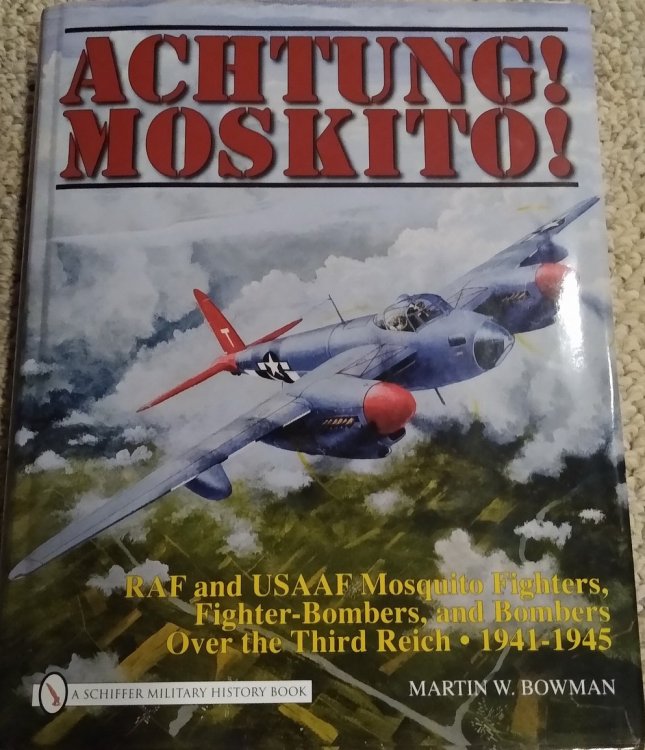 ACHTUNG!
MOSKITO!
T
RAF and USAAF Mosquito Fighters,
Fighter-Bombers, and Bombers
Over the Third Reich • 1941-1945
A SCHIFFER MILITARY HISTORY BOOK
MARTIN W. BOWMAN